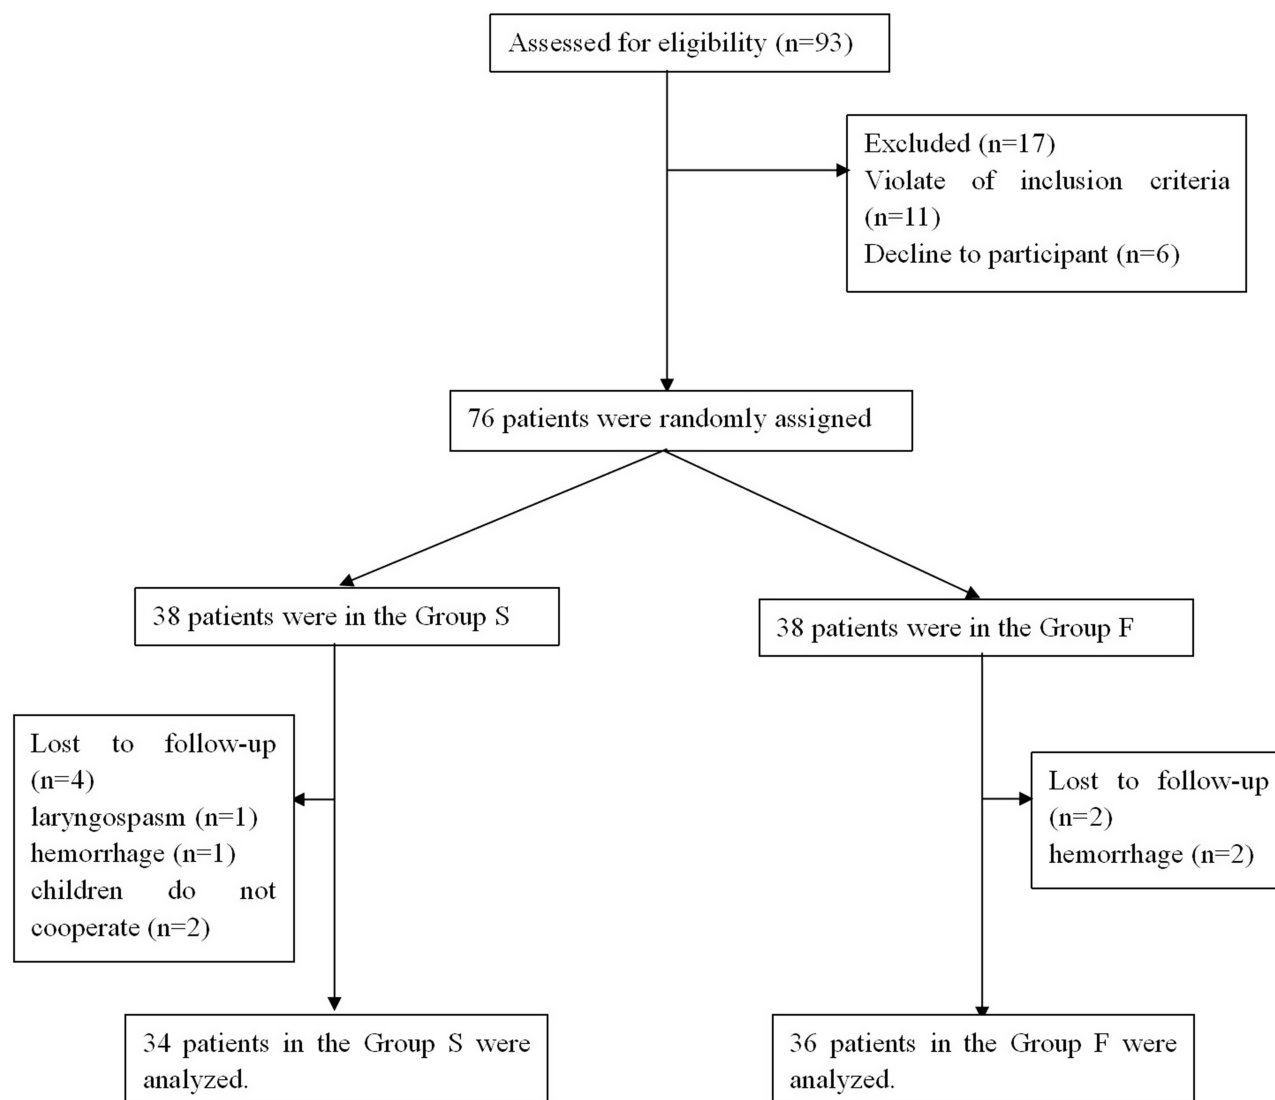 Assessed for eligibility (n=93)
Excluded (n=17)
Violate of inclusion criteria
(n=11)
Decline to participant (n=6)
76 patients were randomly assigned
38 patients were in the Group S
38 patients were in the Group F
Lost to follow-up
(n=4)
laryngospasm (n=1)
hemorrhage (n=1)
children do not
cooperate (n=2)
Lost to follow-up
(n=2)
hemorrhage (n=2)
34 patients in the Group S were
analyzed.
36 patients in the Group F were
analyzed.